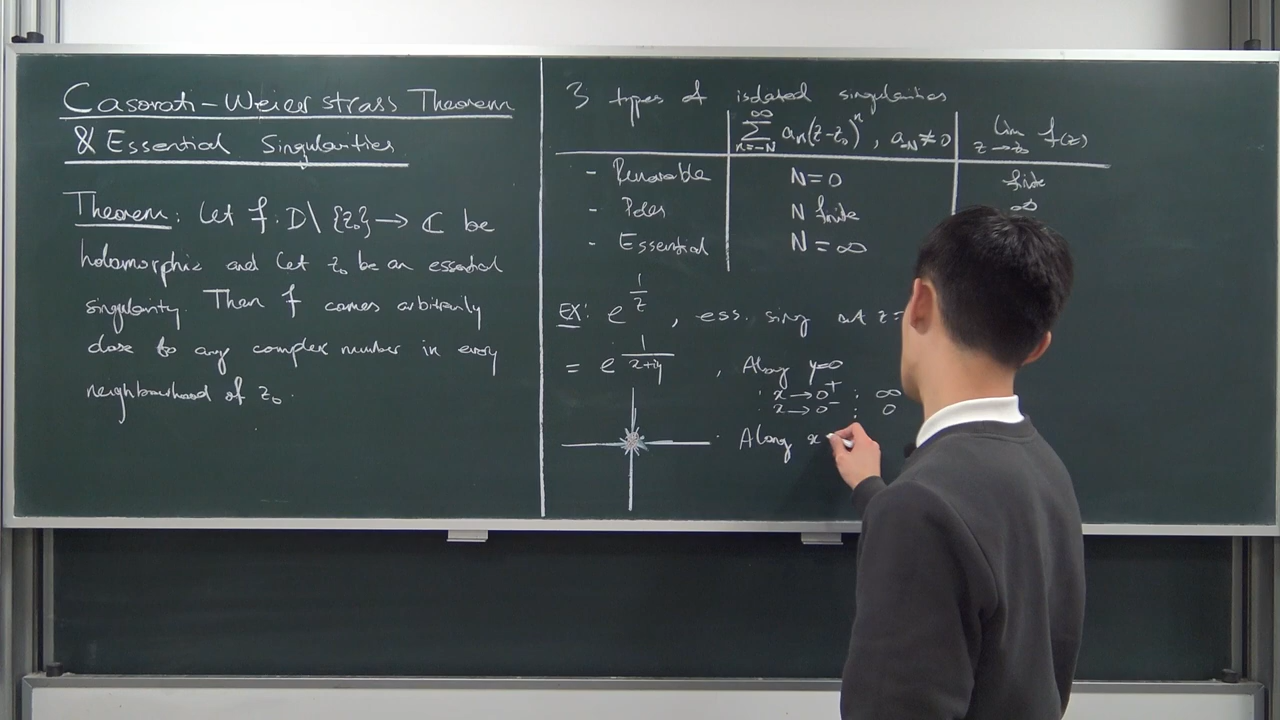 Casorati-Weierstrass Theorem
& Essential Singularities
Theorem: Let f: D\{z₀} → ℂ be
holomorphic and let z₀ be an essential
singularity. Then f comes arbitrarily
close to any complex number in every
neighbourhood of z₀.
3 types of isolated singularities
∑_{n=-N}^{∞} aₙ(z-z₀)ⁿ, a₋N≠0 lim_{z→z₀} f(z)
- Removable N=0 finite
- Poles N finite ∞
- Essential N=∞
EX: e^{1/z}, ess. sing at z=
= e^{1/(x+iy)}, Along y=0
: x→0⁺ : ∞
: x→0⁻ : 0
Along x